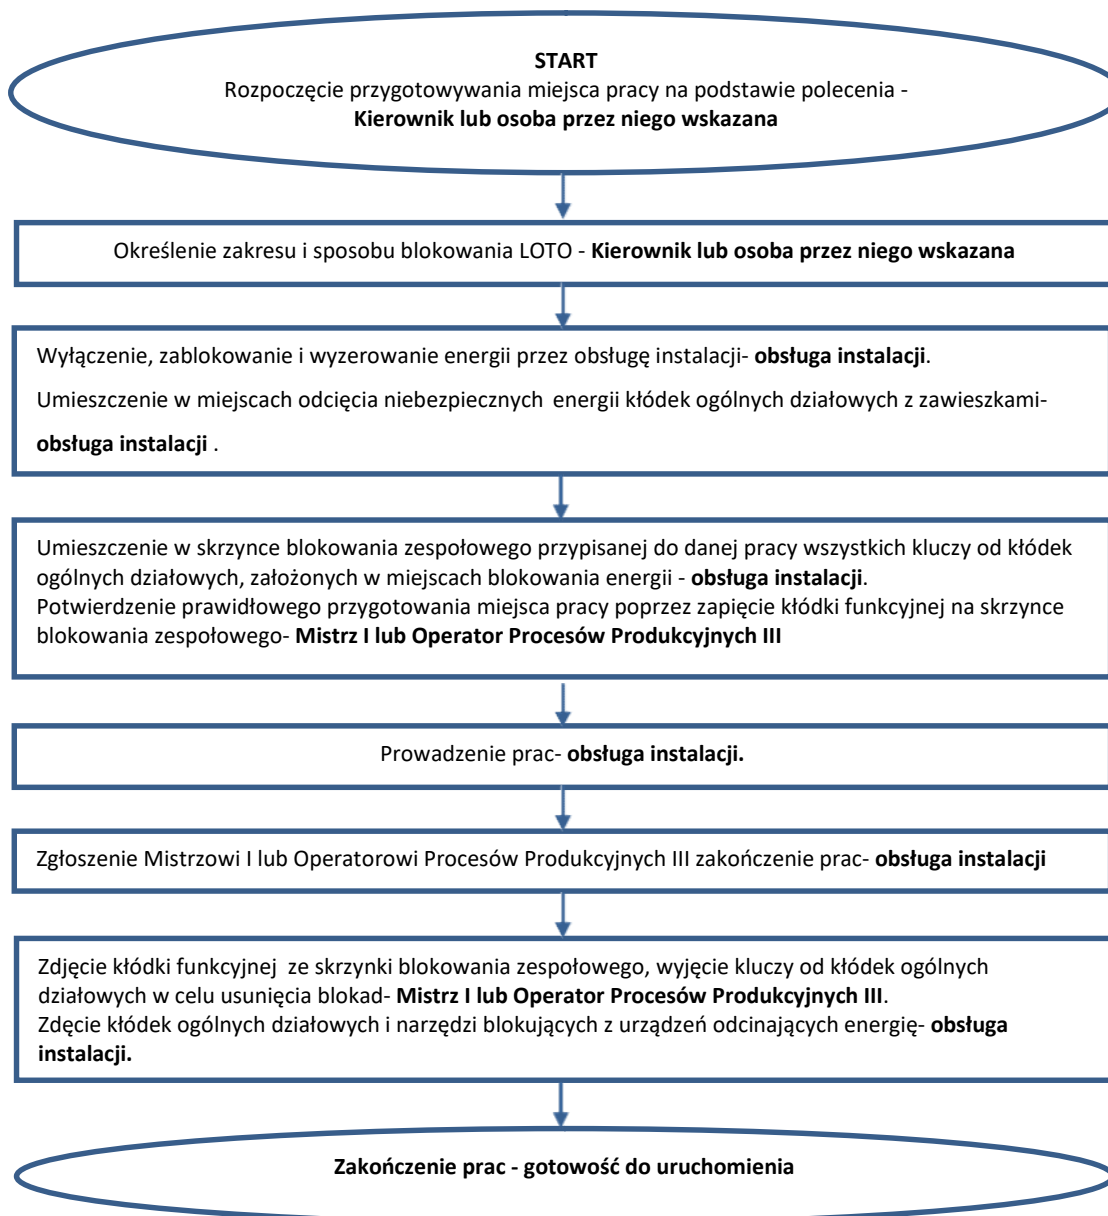 START
Rozpoczęcie przygotowywania miejsca pracy na podstawie polecenia -
Kierownik lub osoba przez niego wskazana
Określenie zakresu i sposobu blokowania LOTO - Kierownik lub osoba przez niego wskazana
Wyłączenie, zablokowanie i wyzerowanie energii przez obsługę instalacji- obsługa instalacji.
Umieszczenie w miejscach odcięcia niebezpiecznych energii kłódek ogólnych działowych z zawieszkami-
obsługa instalacji .
Umieszczenie w skrzynce blokowania zespołowego przypisanej do danej pracy wszystkich kluczy od kłódek
ogólnych działowych, założonych w miejscach blokowania energii - obsługa instalacji.
Potwierdzenie prawidłowego przygotowania miejsca pracy poprzez zapięcie kłódki funkcyjnej na skrzynce
blokowania zespołowego- Mistrz I lub Operator Procesów Produkcyjnych III
Prowadzenie prac- obsługa instalacji.
Zgłoszenie Mistrzowi I lub Operatorowi Procesów Produkcyjnych III zakończenie prac- obsługa instalacji
Zdjęcie kłódki funkcyjnej ze skrzynki blokowania zespołowego, wyjęcie kluczy od kłódek ogólnych
działowych w celu usunięcia blokad- Mistrz I lub Operator Procesów Produkcyjnych III.
Zdęcie kłódek ogólnych działowych i narzędzi blokujących z urządzeń odcinających energię- obsługa
instalacji.
Zakończenie prac - gotowość do uruchomienia